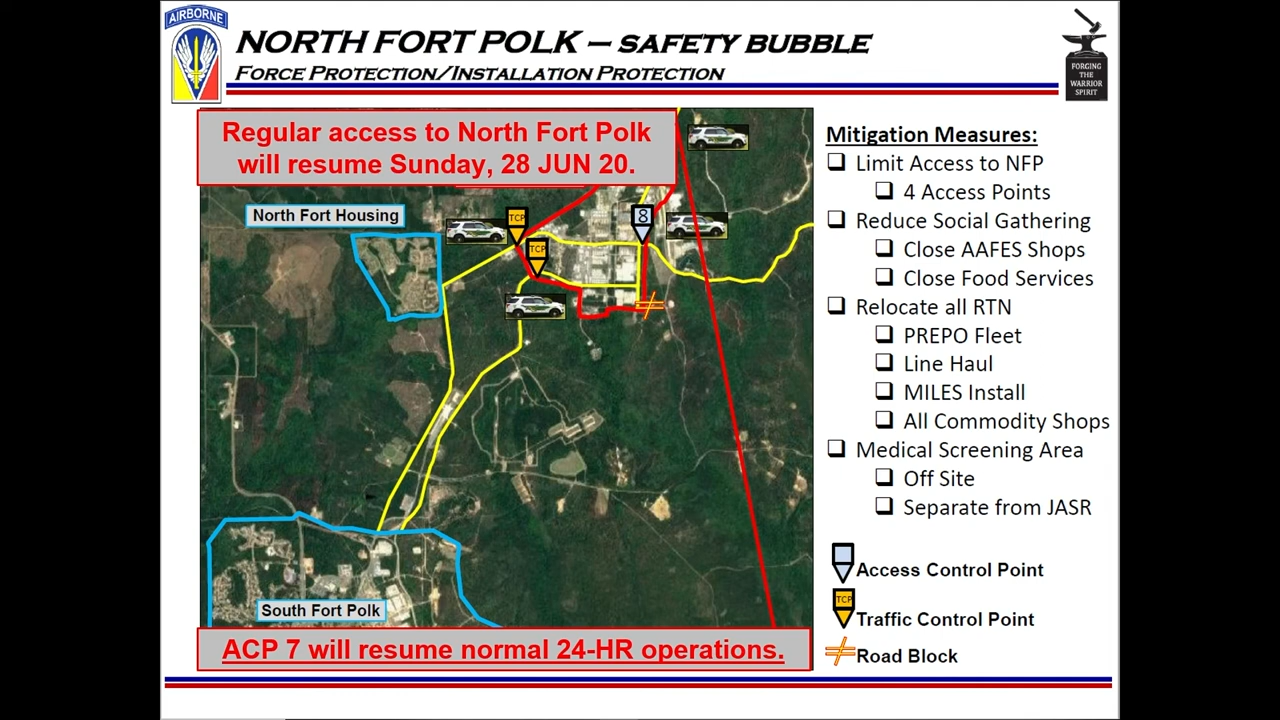 AIRBORNE
NORTH FORT POLK – SAFETY BUBBLE
FORCE PROTECTION/INSTALLATION PROTECTION
FORGING
THE
WARRIOR
SPIRIT
Regular access to North Fort Polk
will resume Sunday, 28 JUN 20.
North Fort Housing
TCP
TCP
8
South Fort Polk
ACP 7 will resume normal 24-HR operations.
Mitigation Measures:
❑ Limit Access to NFP
❑ 4 Access Points
❑ Reduce Social Gathering
❑ Close AAFES Shops
❑ Close Food Services
❑ Relocate all RTN
❑ PREPO Fleet
❑ Line Haul
❑ MILES Install
❑ All Commodity Shops
❑ Medical Screening Area
❑ Off Site
❑ Separate from JASR
Access Control Point
TCP
Traffic Control Point
Road Block